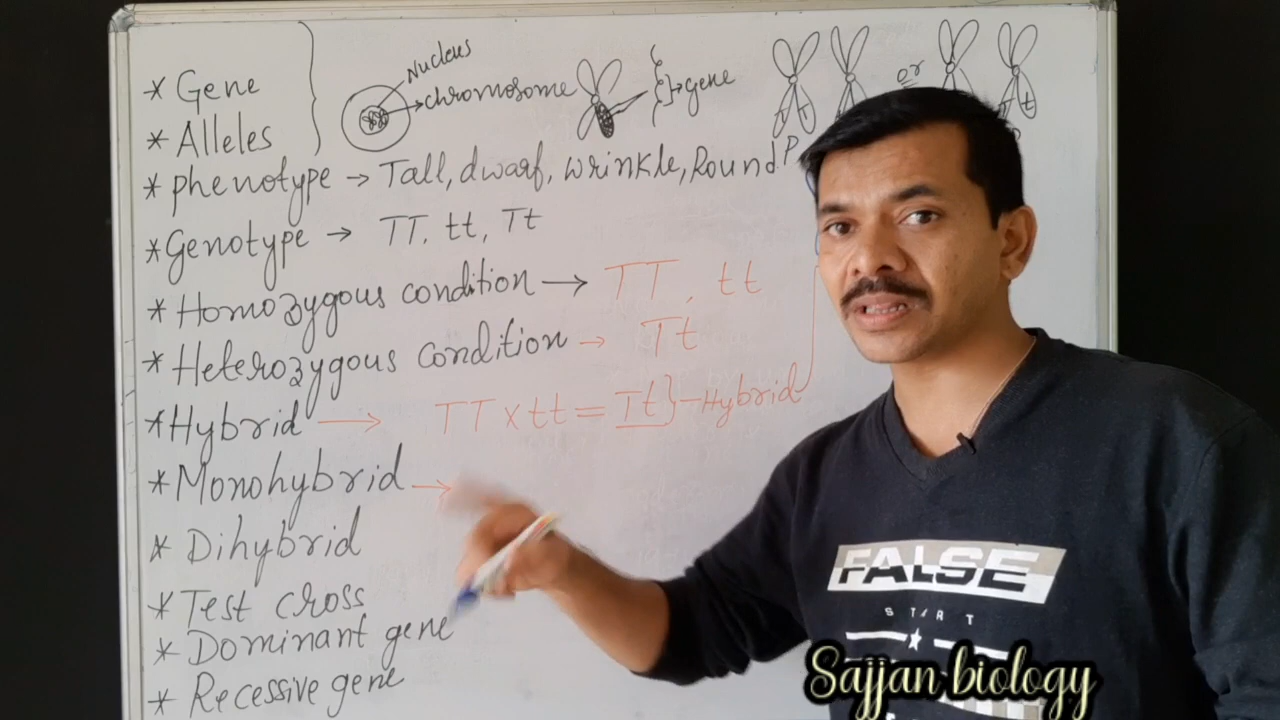 * Gene
* Alleles
Nucleus
chromosome
gene
or
T T
T t
P
* phenotype → Tall, dwarf, wrinkle, Round
* Genotype → TT, tt, Tt
* Homozygous condition → TT, tt
* Heterozygous condition → Tt
* Hybrid → TT x tt = Tt} - Hybrid
* Monohybrid →
* Dihybrid
* Test cross
* Dominant gene
* Recessive gene
FALSE
START
Sajjan biology